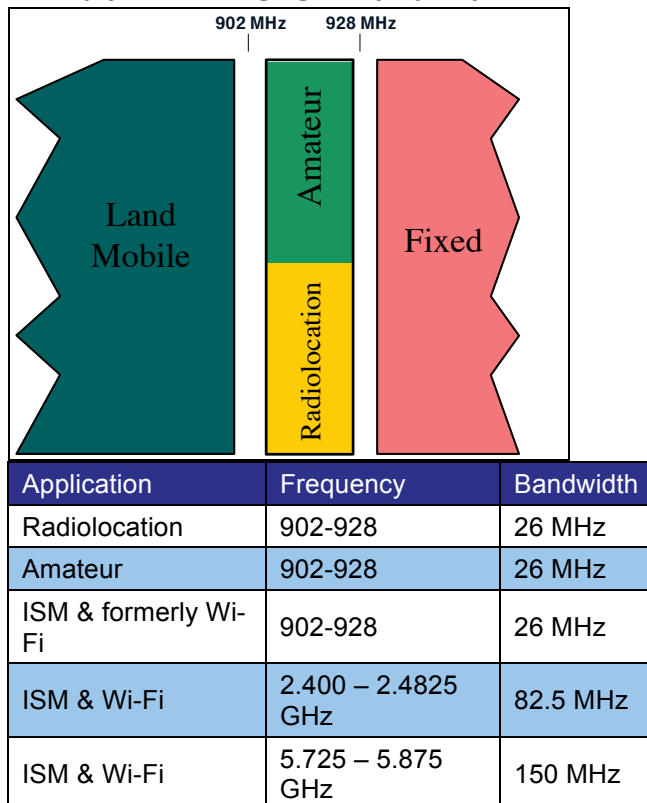 902 MHz 928 MHz
Land
Mobile
Amateur
Radiolocation
Fixed
Application Frequency Bandwidth
Radiolocation 902-928 26 MHz
Amateur 902-928 26 MHz
ISM & formerly Wi-
Fi
902-928 26 MHz
ISM & Wi-Fi
2.400 – 2.4825
GHz
82.5 MHz
ISM & Wi-Fi
5.725 – 5.875
GHz
150 MHz